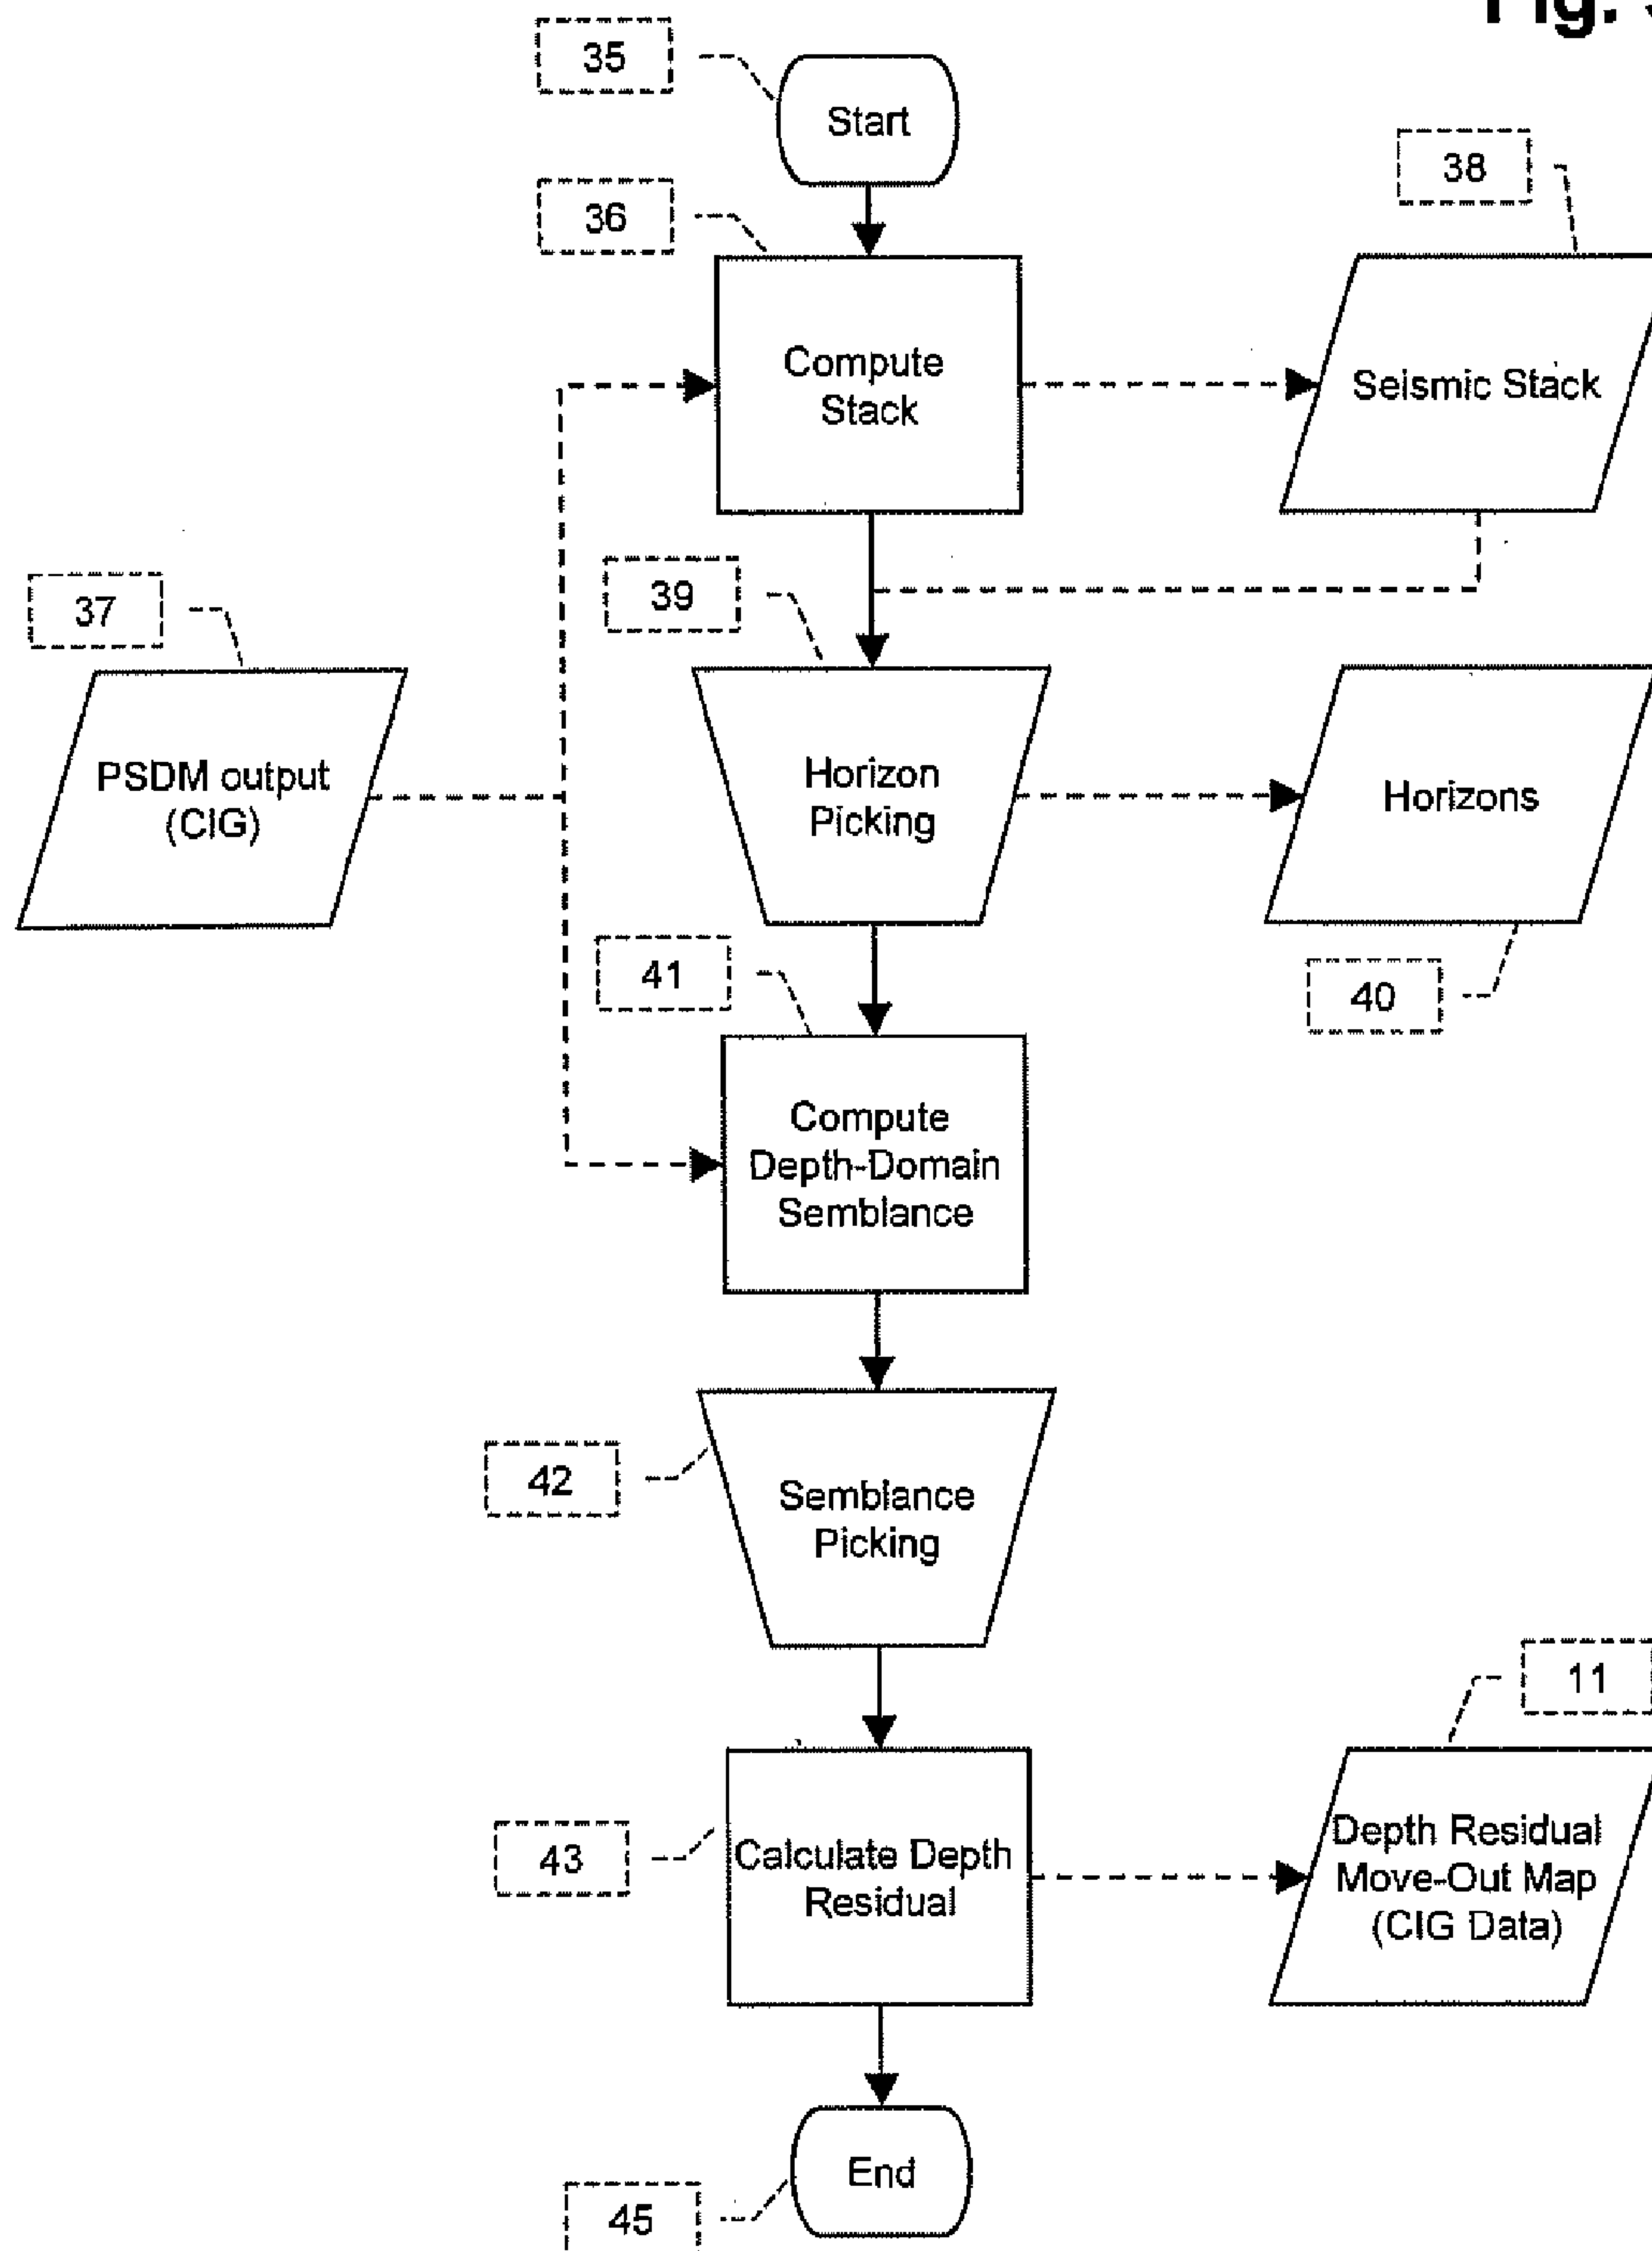 Fig.
35
Start
38
36
Compute
Stack
Seismic Stack
37
39
PSDM output
(CIG)
Horizon
Picking
Horizons
41
40
Compute
Depth-Domain
Semblance
42
Semblance
Picking
11
43
Calculate Depth
Residual
Depth Residual
Move-Out Map
(CIG Data)
End
45